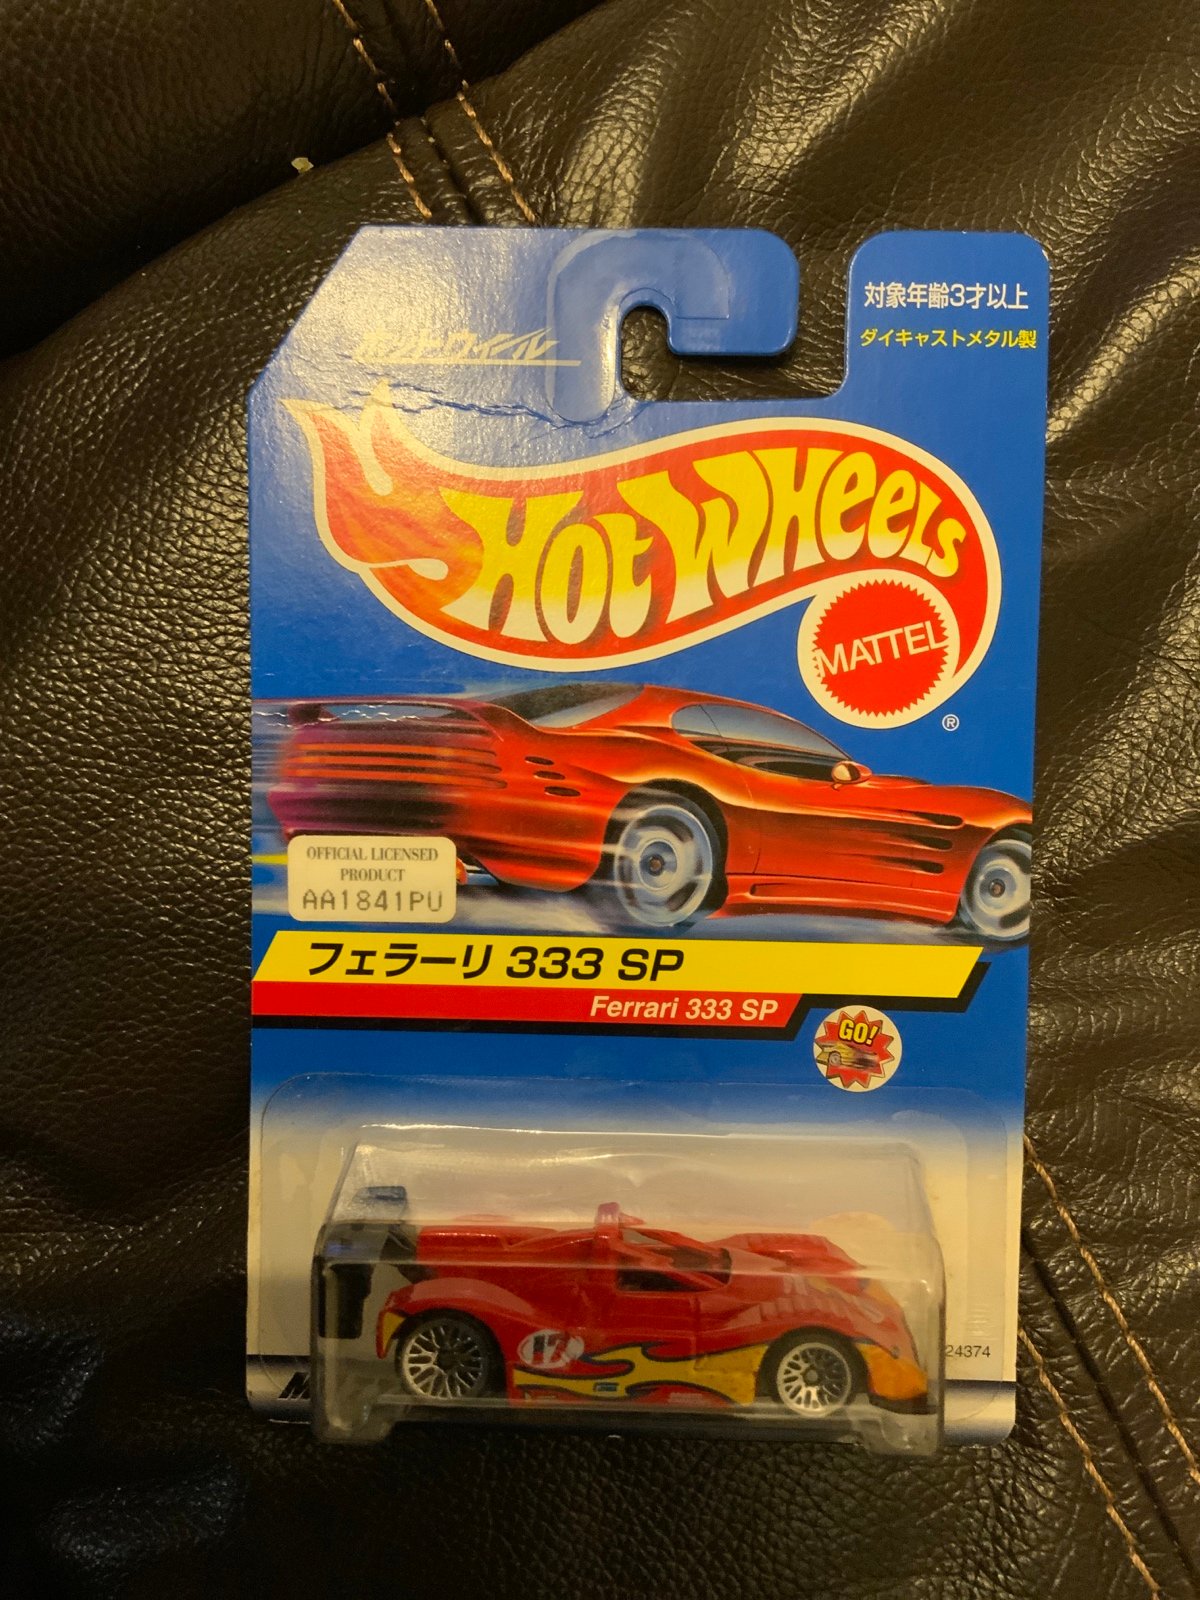 対象年齢3才以上
ダイキャストメタル製
ホットウィール
HOT WHEELS
MATTEL
®
OFFICIAL LICENSED
PRODUCT
AA1841PU
フェラーリ 333 SP
Ferrari 333 SP
GO!
24374